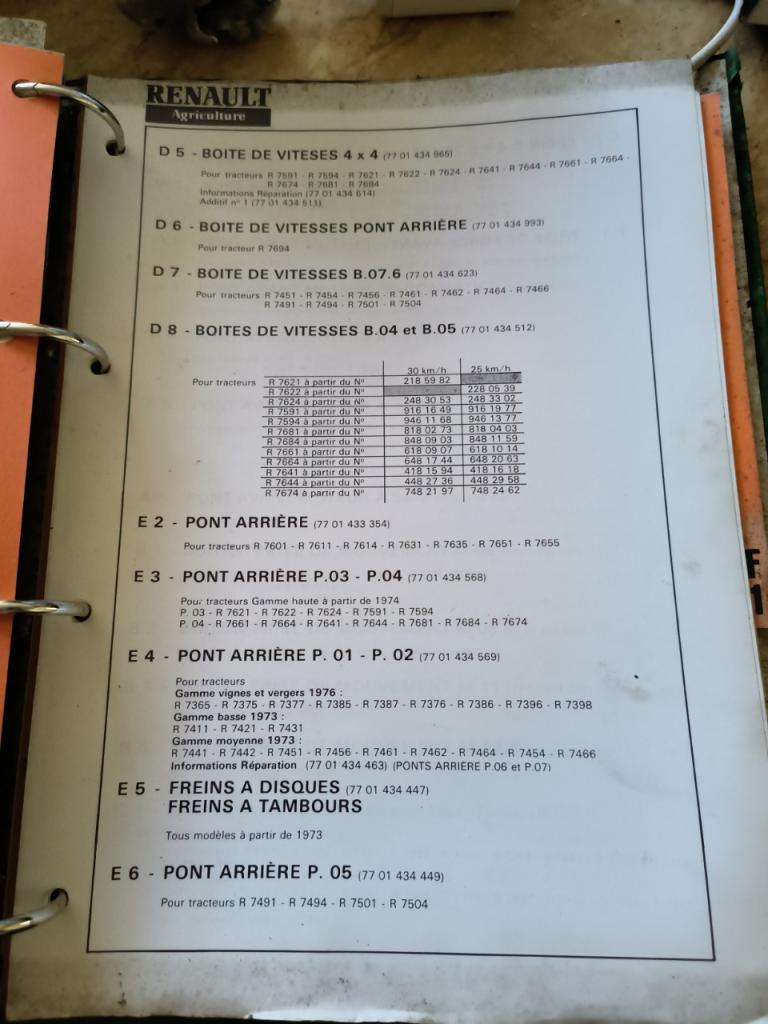 RENAULT
Agriculture
D 5 - BOITE DE VITESES 4 x 4 (77 01 434 965)
Pour tracteurs R 7591 - R 7594 - R 7621 - R 7622 - R 7624 - R 7641 - R 7644 - R 7661 - R 7664 -
R 7674 - R 7681 - R 7684
Informations Réparation (77 01 434 614)
Additif n° 1 (77 01 434 511)
D 6 - BOITE DE VITESSES PONT ARRIÈRE (77 01 434 993)
Pour tracteur R 7694
D 7 - BOITE DE VITESSES B.07.6 (77 01 434 623)
Pour tracteurs R 7451 - R 7454 - R 7456 - R 7461 - R 7462 - R 7464 - R 7466
R 7491 - R 7494 - R 7501 - R 7504
D 8 - BOITES DE VITESSES B.04 et B.05 (77 01 434 512)
30 km/h 25 km/h
Pour tracteurs R 7621 à partir du N° 218 59 82
R 7622 à partir du N° 228 05 39
R 7624 à partir du N° 248 30 53 248 33 02
R 7591 à partir du N° 916 16 49 916 19 77
R 7594 à partir du N° 946 11 68 946 13 77
R 7681 à partir du N° 818 02 73 818 04 03
R 7684 à partir du N° 848 09 03 848 11 59
R 7661 à partir du N° 618 09 07 618 10 14
R 7664 à partir du N° 648 17 44 648 20 63
R 7641 à partir du N° 418 15 94 418 16 18
R 7644 à partir du N° 448 27 36 448 29 58
R 7674 à partir du N° 748 21 97 748 24 62
E 2 - PONT ARRIÈRE (77 01 433 354)
Pour tracteurs R 7601 - R 7611 - R 7614 - R 7631 - R 7635 - R 7651 - R 7655
E 3 - PONT ARRIÈRE P.03 - P.04 (77 01 434 568)
Pour tracteurs Gamme haute à partir de 1974
P. 03 - R 7621 - R 7622 - R 7624 - R 7591 - R 7594
P. 04 - R 7661 - R 7664 - R 7641 - R 7644 - R 7681 - R 7684 - R 7674
E 4 - PONT ARRIÈRE P. 01 - P. 02 (77 01 434 569)
Pour tracteurs
Gamme vignes et vergers 1976 :
R 7365 - R 7375 - R 7377 - R 7385 - R 7387 - R 7376 - R 7386 - R 7396 - R 7398
Gamme basse 1973 :
R 7411 - R 7421 - R 7431
Gamme moyenne 1973 :
R 7441 - R 7442 - R 7451 - R 7456 - R 7461 - R 7462 - R 7464 - R 7454 - R 7466
Informations Réparation (77 01 434 463) (PONTS ARRIÈRE P.06 et P.07)
E 5 - FREINS A DISQUES (77 01 434 447)
FREINS A TAMBOURS
Tous modèles à partir de 1973
E 6 - PONT ARRIÈRE P. 05 (77 01 434 449)
Pour tracteurs R 7491 - R 7494 - R 7501 - R 7504
F
1